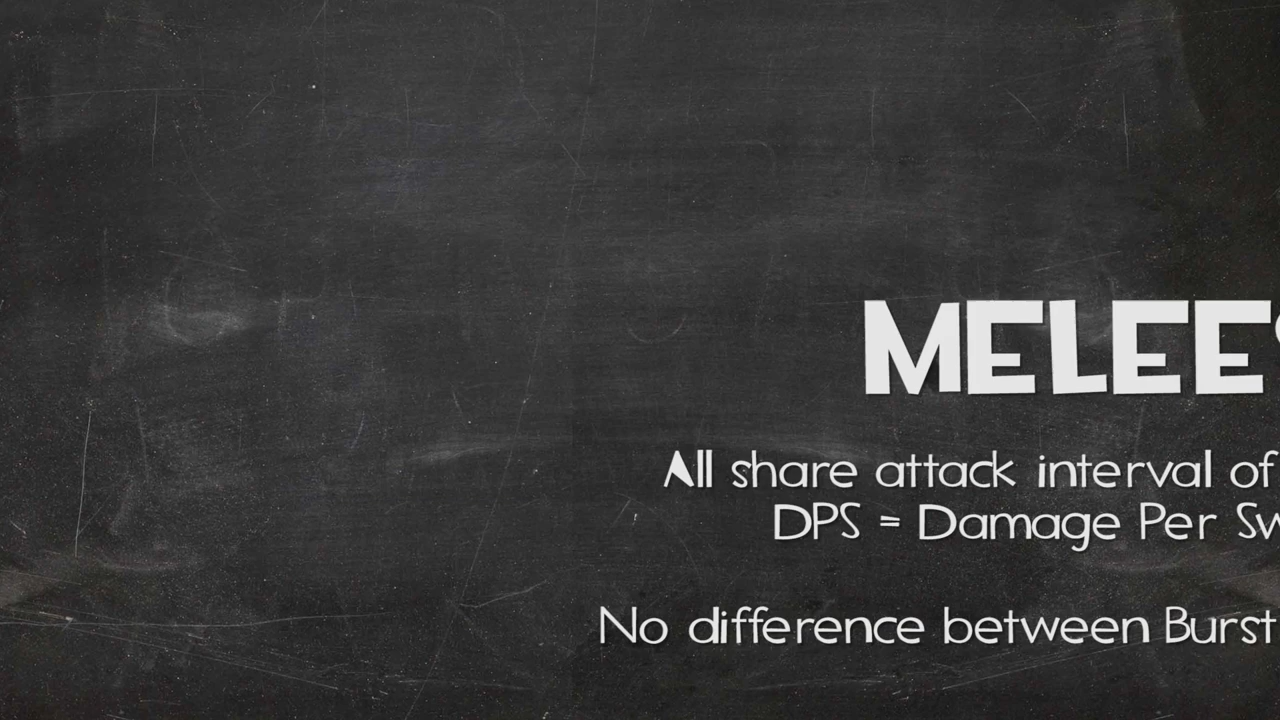 MELEE
All share attack interval of
DPS = Damage Per
No difference between Burst